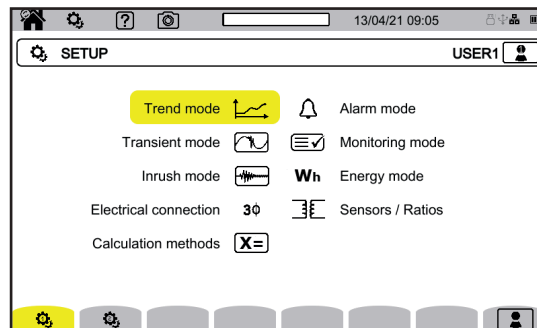 ? 13/04/21 09:05
SETUP USER1
Trend mode Alarm mode
Transient mode Monitoring mode
Inrush mode Wh Energy mode
Electrical connection 3ϕ Sensors / Ratios
Calculation methods X=